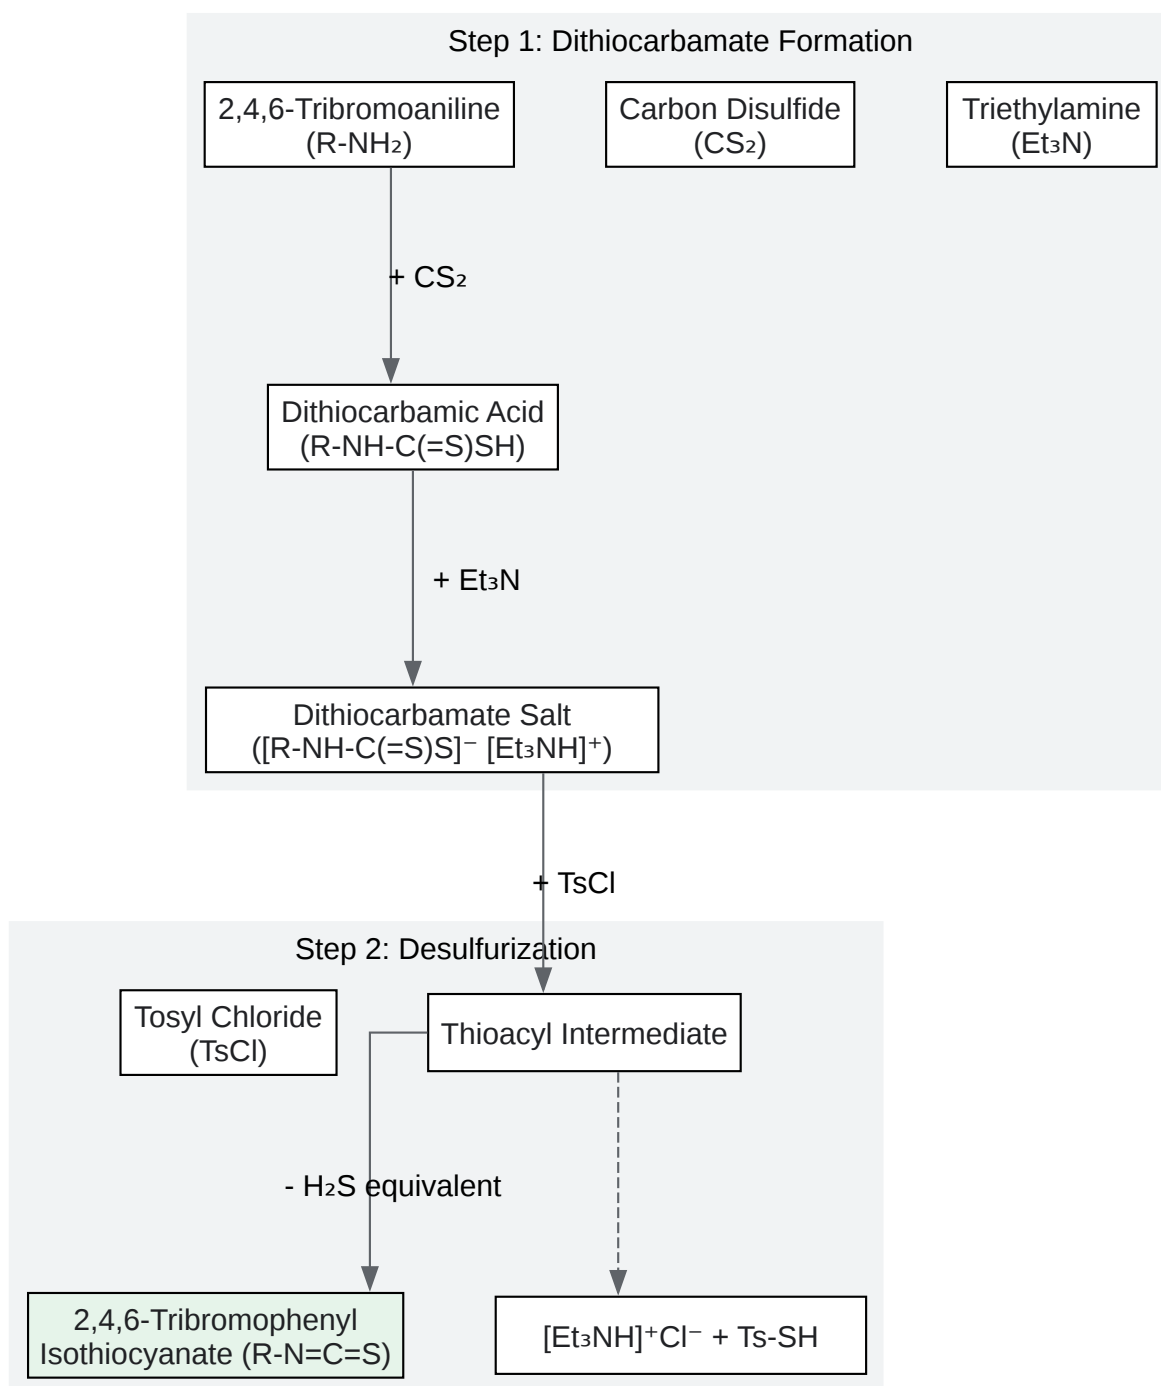 Step 1: Dithiocarbamate Formation
2,4,6-Tribromoaniline
(R-NH₂)
Carbon Disulfide
(CS₂)
Triethylamine
(Et₃N)
+ CS₂
Dithiocarbamic Acid
(R-NH-C(=S)SH)
+ Et₃N
Dithiocarbamate Salt
([R-NH-C(=S)S]⁻ [Et₃NH]⁺)
+ TsCl
Step 2: Desulfurization
Tosyl Chloride
(TsCl)
Thioacyl Intermediate
- H₂S equivalent
2,4,6-Tribromophenyl
Isothiocyanate (R-N=C=S)
[Et₃NH]⁺Cl⁻ + Ts-SH